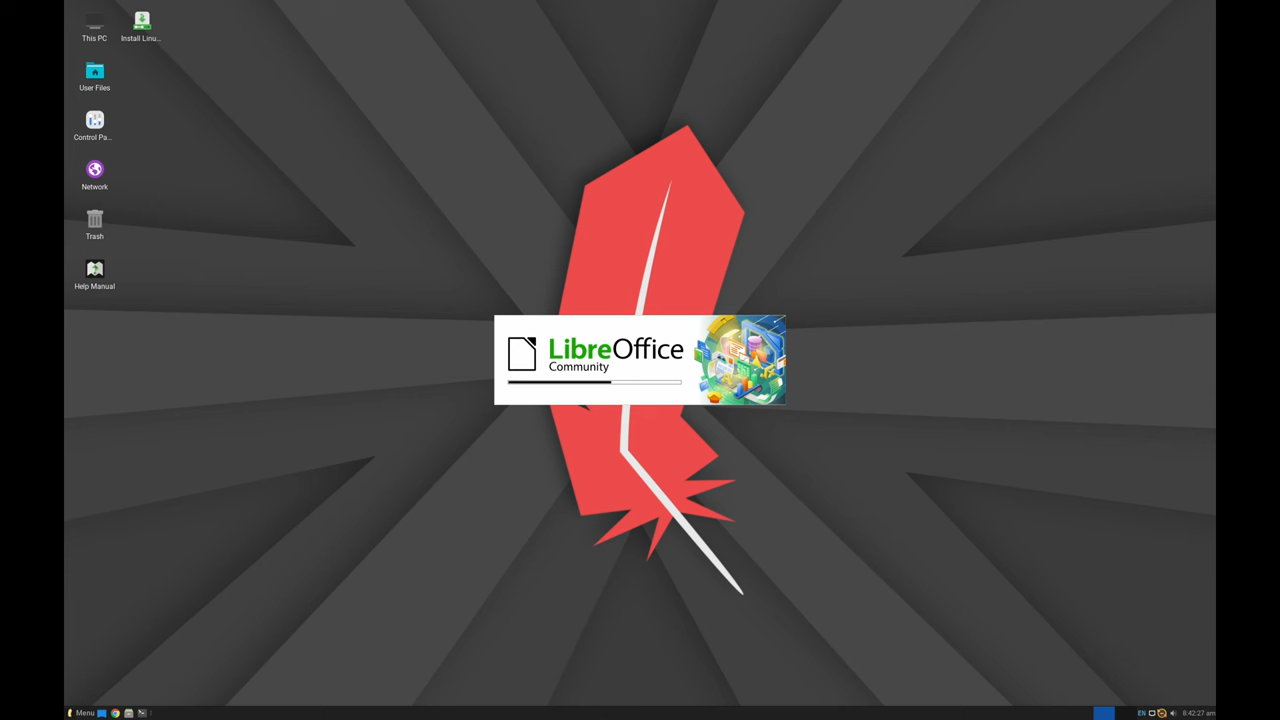 This PC
Install Linu...
User Files
Control Pa...
Network
Trash
Help Manual
LibreOffice
Community
Menu
EN
8:42:27 am